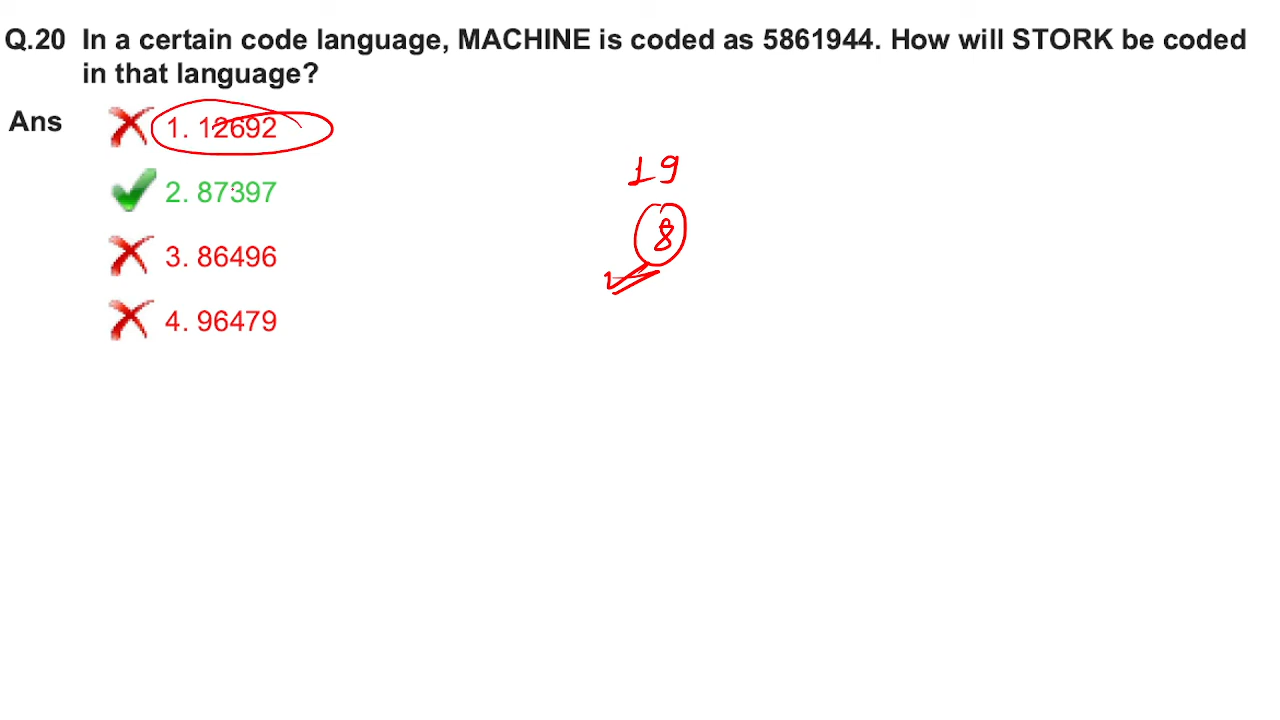 Q.20 In a certain code language, MACHINE is coded as 5861944. How will STORK be coded
in that language?
Ans
1. 12692
2. 87397
3. 86496
4. 96479
19
8